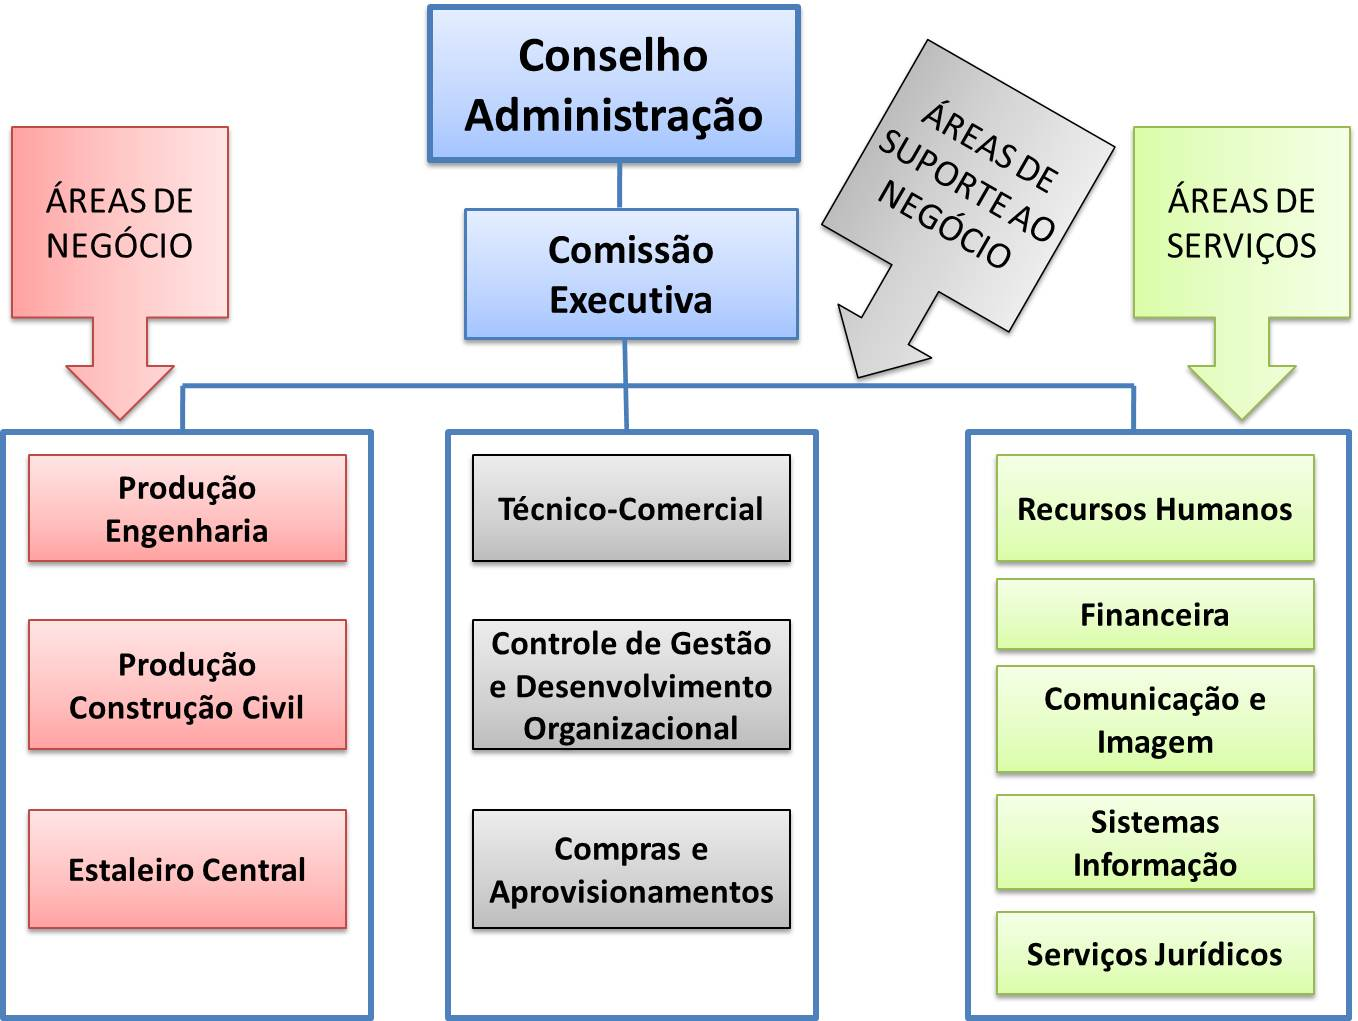 Conselho
Administração
ÁREAS DE
NEGÓCIO
ÁREAS DE
SUPORTE AO
NEGÓCIO
ÁREAS DE
SERVIÇOS
Comissão
Executiva
Produção
Engenharia
Produção
Construção Civil
Estaleiro Central
Técnico-Comercial
Controle de Gestão
e Desenvolvimento
Organizacional
Compras e
Aprovisionamentos
Recursos Humanos
Financeira
Comunicação e
Imagem
Sistemas
Informação
Serviços Jurídicos